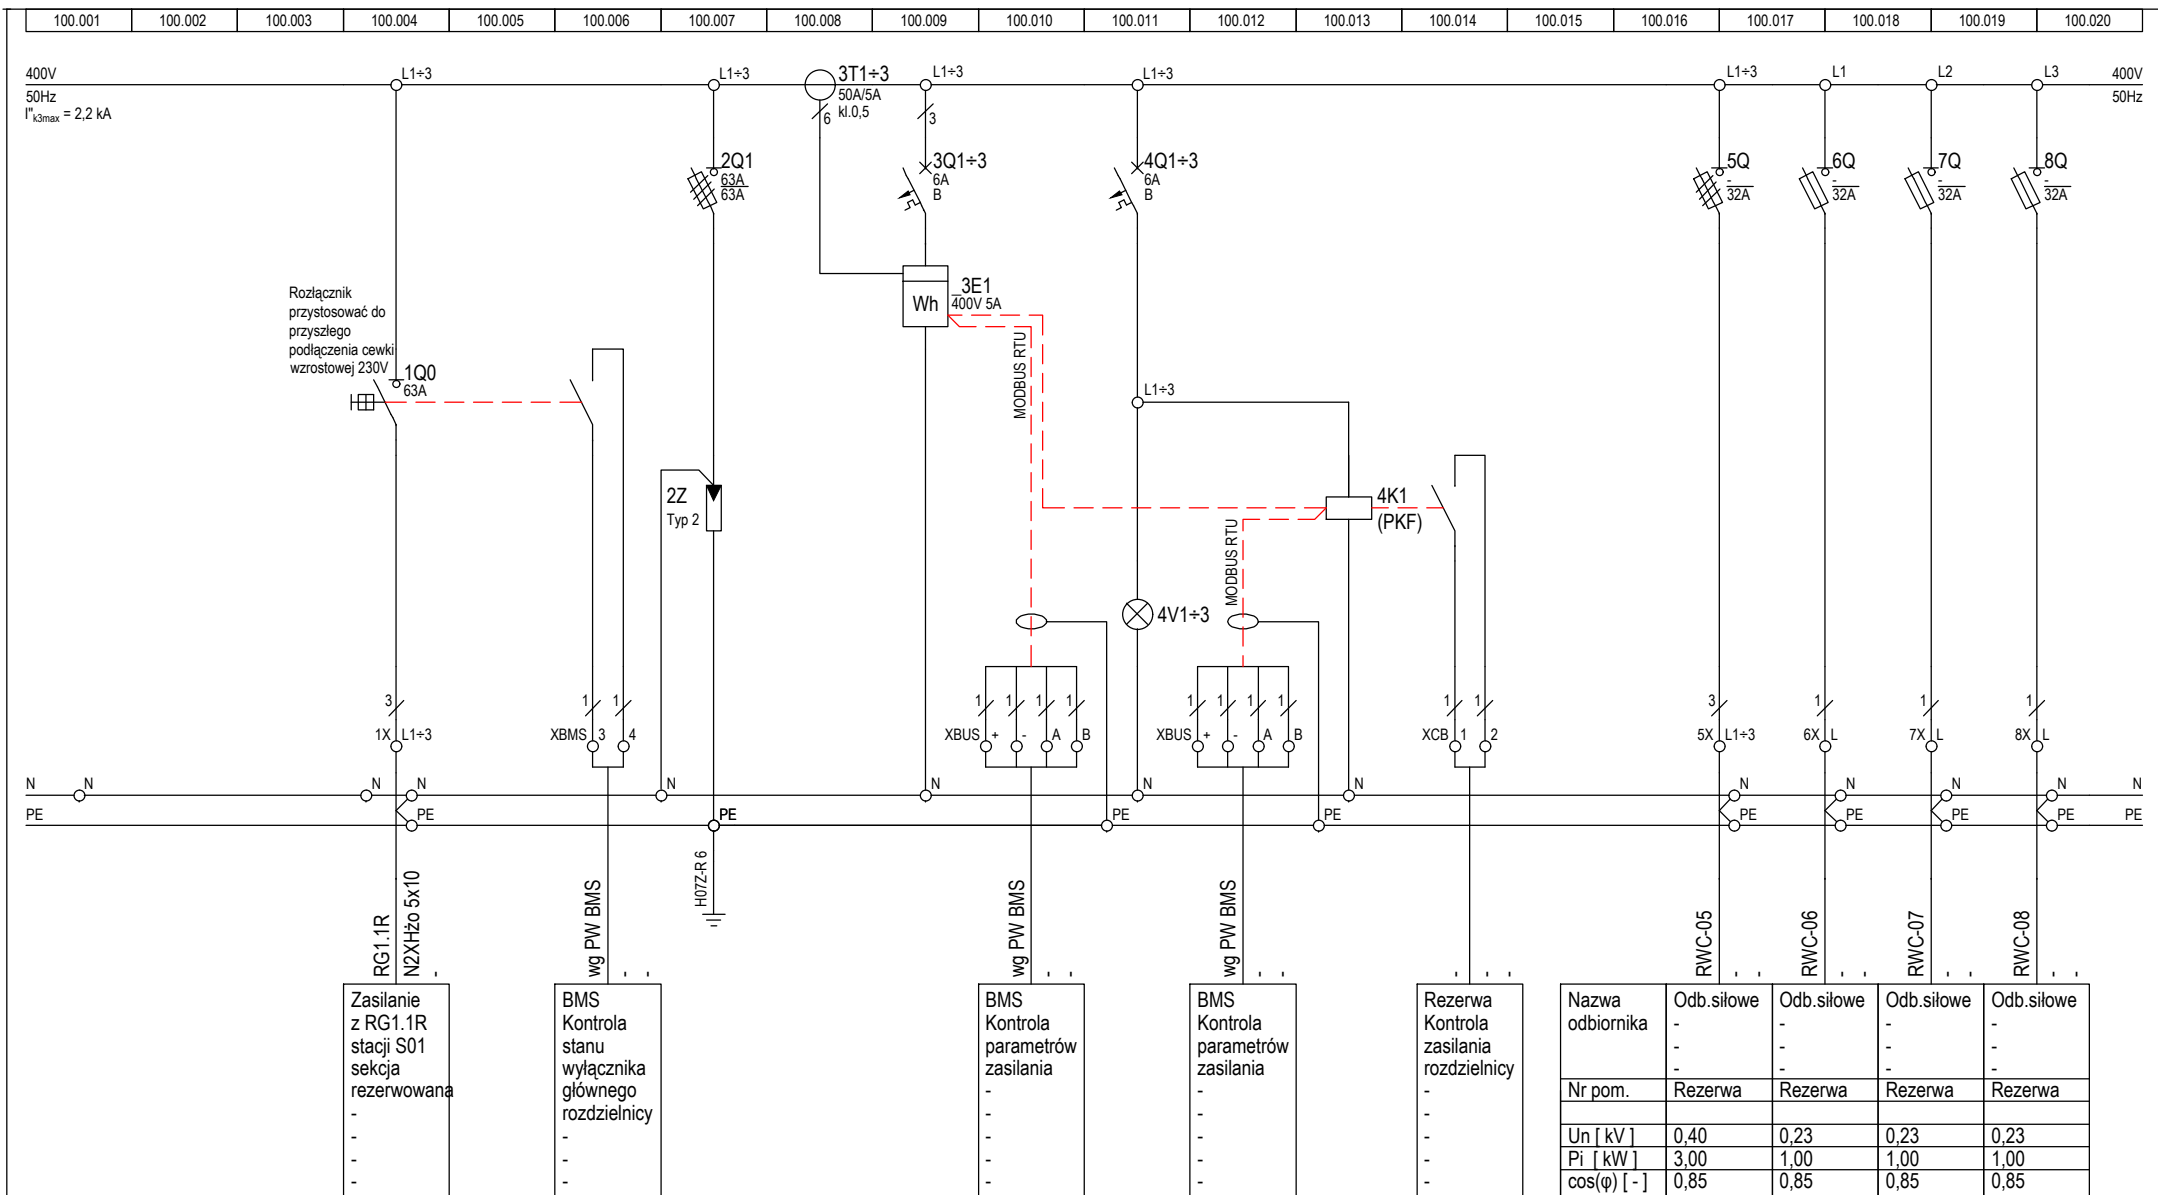 100.001 100.002 100.003 100.004 100.005 100.006 100.007 100.008 100.009 100.010 100.011 100.012 100.013 100.014 100.015 100.016 100.017 100.018 100.019 100.020
400V L1÷3 L1÷3 3T1÷3 L1÷3 L1÷3 L1÷3 L1 L2 L3 400V
50Hz 50A/5A 50Hz
I"k3max = 2,2 kA 6 kl.0,5 3
2Q1 3Q1÷3 4Q1÷3 5Q 6Q 7Q 8Q
63A 6A 6A - - - -
63A B B 32A 32A 32A 32A
Rozłącznik
przystosować do
przyszłego
podłączenia cewki
wzrostowej 230V
1Q0
63A
Wh
3E1
400V 5A
MODBUS RTU
L1÷3
2Z
Typ 2
4K1
(PKF)
MODBUS RTU
4V1÷3
3 1 1 1 1 1 1 1 1 1 1 1 1 3 1 1 1
1X L1÷3 XBMS 3 4 XBUS + - A B XBUS + - A B XCB 1 2 5X L1÷3 6X L 7X L 8X L
N N N N N N N N N N N N N
PE PE PE PE PE PE PE PE PE PE
RG1.1R
N2XHżo 5x10
-
wg PW BMS
- -
H07Z-R 6
wg PW BMS
- -
wg PW BMS
- -
- - -
RWC-05
- -
RWC-06
- -
RWC-07
- -
RWC-08
- -
Zasilanie
z RG1.1R
stacji S01
sekcja
rezerwowana
-
-
-
-
BMS
Kontrola
stanu
wyłącznika
głównego
rozdzielnicy
-
-
-
BMS
Kontrola
parametrów
zasilania
-
-
-
-
-
BMS
Kontrola
parametrów
zasilania
-
-
-
-
-
Rezerwa
Kontrola
zasilania
rozdzielnicy
-
-
-
-
-
Nazwa Odb.siłowe Odb.siłowe Odb.siłowe Odb.siłowe
odbiornika - - - -
- - - -
- - - -
Nr pom. Rezerwa Rezerwa Rezerwa Rezerwa
Un [ kV ] 0,40 0,23 0,23 0,23
Pi [ kW ] 3,00 1,00 1,00 1,00
cos(φ) [ - ] 0,85 0,85 0,85 0,85